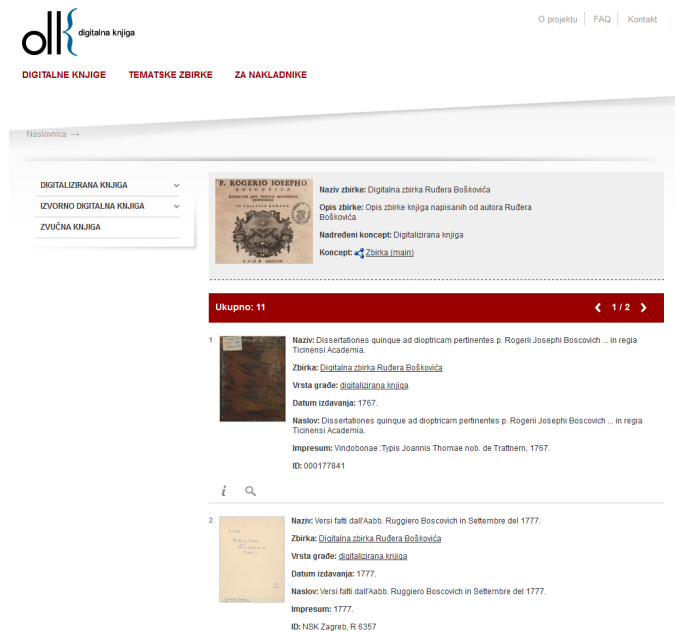 O projektu
FAQ
Kontakt
digitalna knjiga
DIGITALNE KNJIGE
TEMATSKE ZBIRKE
ZA NAKLADNIKE
Naslovnica →
DIGITALIZIRANA KNJIGA
IZVORNO DIGITALNA KNJIGA
ZVUČNA KNJIGA
P. ROGERIO JOSEPHO
BOSCOVICH
Naziv zbirke: Digitalna zbirka Ruđera Boškovića
Opis zbirke: Opis zbirke knjiga napisanih od autora Ruđera
Boškovića
Nadređeni koncept: Digitalizirana knjiga
Koncept: Zbirka (main)
Ukupno: 11
1 / 2
1
Naziv: Dissertationes quinque ad dioptricam pertinentes p. Rogerii Josephi Boscovich ... in regia
Ticinensi Academia.
Zbirka: Digitalna zbirka Ruđera Boškovića
Vrsta građe: digitalizirana knjiga
Datum izdavanja: 1767.
Naslov: Dissertationes quinque ad dioptricam pertinentes p. Rogerii Josephi Boscovich ... in regia
Ticinensi Academia.
Impresum: Vindobonae :Typis Joannis Thomae nob. de Trattnern, 1767.
ID: 000177841
2
Naziv: Versi fatti dall'Aabb. Ruggiero Boscovich in Settembre del 1777.
Zbirka: Digitalna zbirka Ruđera Boškovića
Vrsta građe: digitalizirana knjiga
Datum izdavanja: 1777.
Naslov: Versi fatti dall'Aabb. Ruggiero Boscovich in Settembre del 1777.
Impresum: 1777.
ID: NSK Zagreb, R 6357